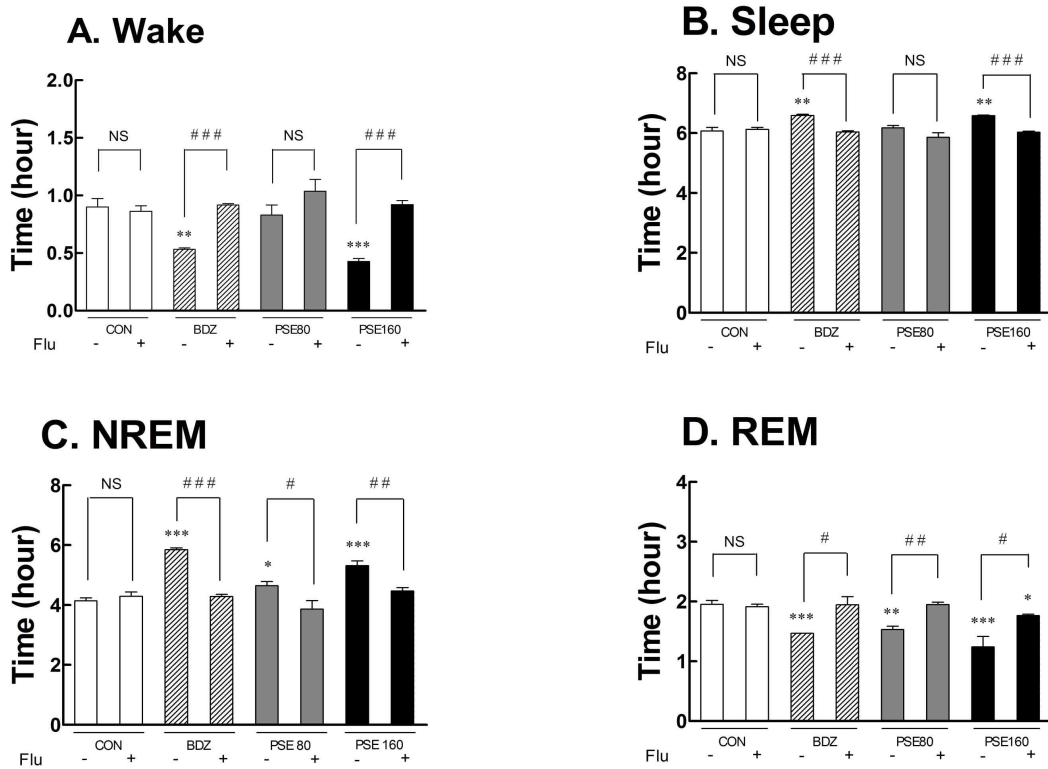 A. Wake
Time (hour)
2.0
1.5
1.0
0.5
0.0
NS
###
NS
###
**
***
CON
BDZ
PSE80
PSE160
Flu - + - + - + - +
B. Sleep
Time (hour)
8
6
4
2
0
NS
###
NS
###
**
**
CON
BDZ
PSE80
PSE160
Flu - + - + - + - +
C. NREM
Time (hour)
8
6
4
2
0
NS
###
#
##
***
*
***
CON
BDZ
PSE 80
PSE 160
Flu - + - + - + - +
D. REM
Time (hour)
4
3
2
1
0
NS
#
##
#
***
**
***
*
CON
BDZ
PSE80
PSE160
Flu - + - + - + - +